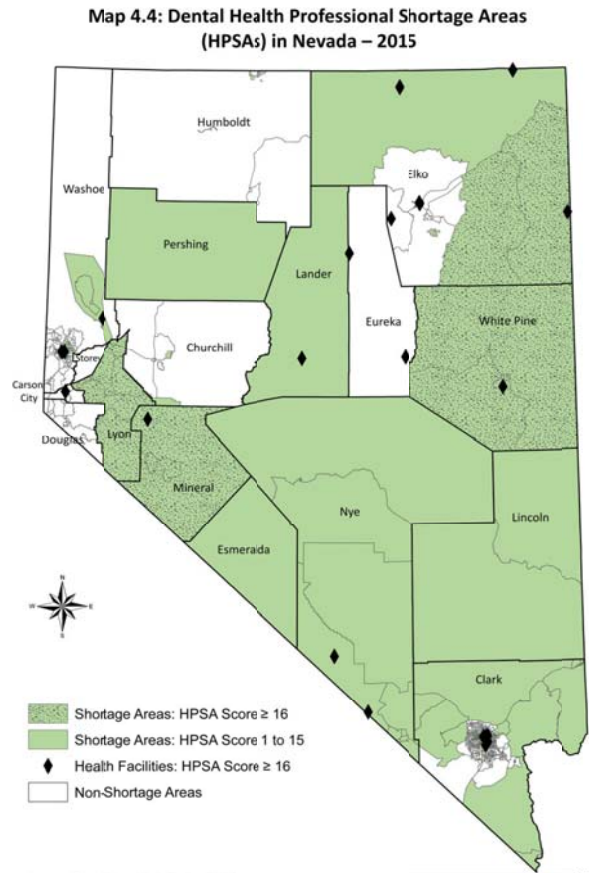 Map 4.4: Dental Health Professional Shortage Areas
(HPSAs) in Nevada – 2015
Humboldt
Elko
Washoe
Pershing
Lander
Eureka
White Pine
Churchill
Storey
Carson
City
Douglas
Lyon
Mineral
Nye
Lincoln
Esmeralda
N
W E
S
Clark
Shortage Areas: HPSA Score ≥ 16
Shortage Areas: HPSA Score 1 to 15
Health Facilities: HPSA Score ≥ 16
Non-Shortage Areas